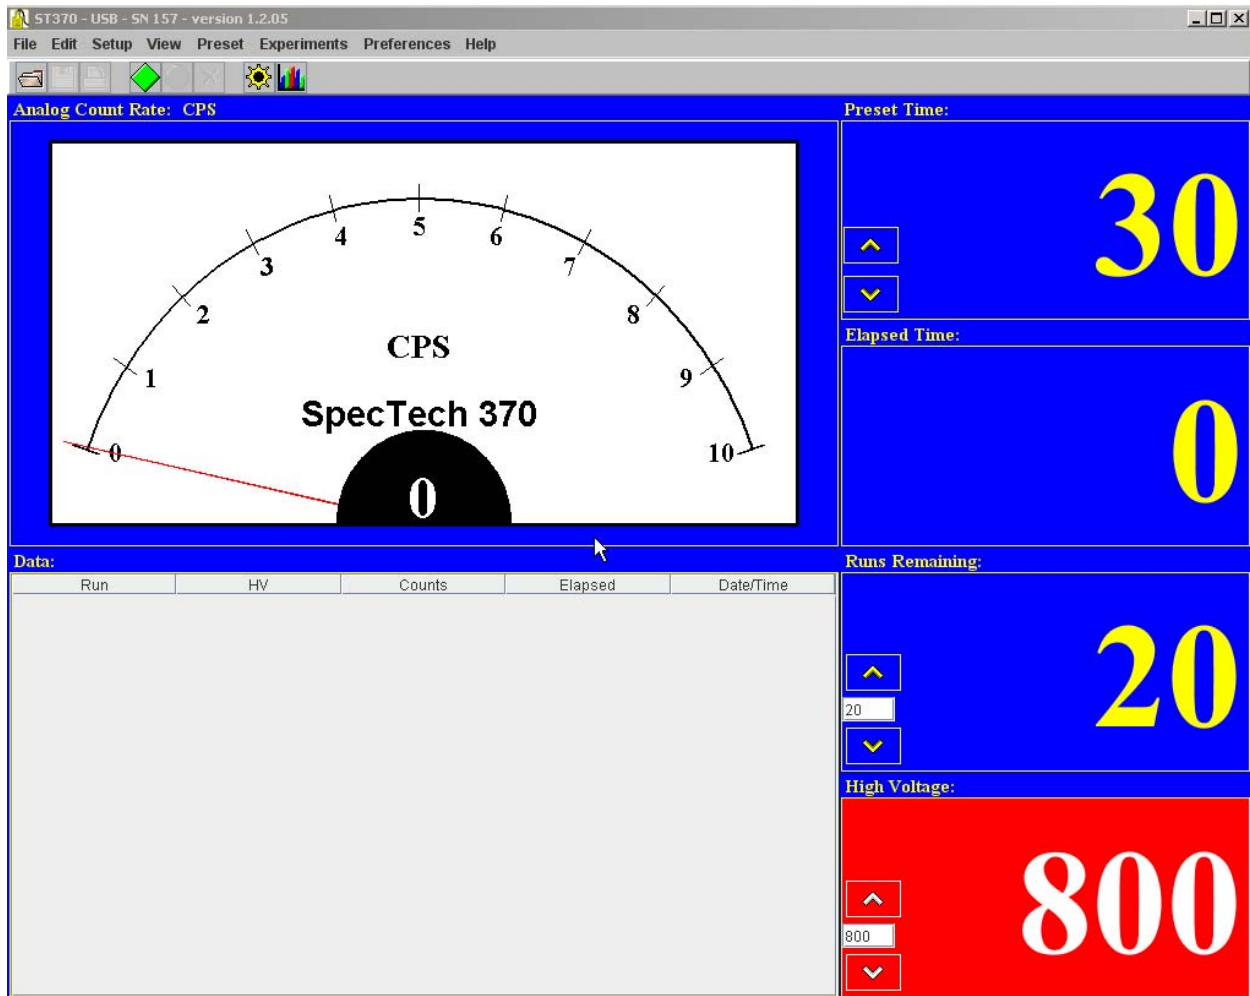 ST370 - USB - SN 157 - version 1.2.05
File Edit Setup View Preset Experiments Preferences Help
Analog Count Rate: CPS
0
1
2
3
4
5
6
7
8
9
10
CPS
SpecTech 370
0
Preset Time:
30
Elapsed Time:
0
Data:
Run HV Counts Elapsed Date/Time
Runs Remaining:
20
20
High Voltage:
800
800